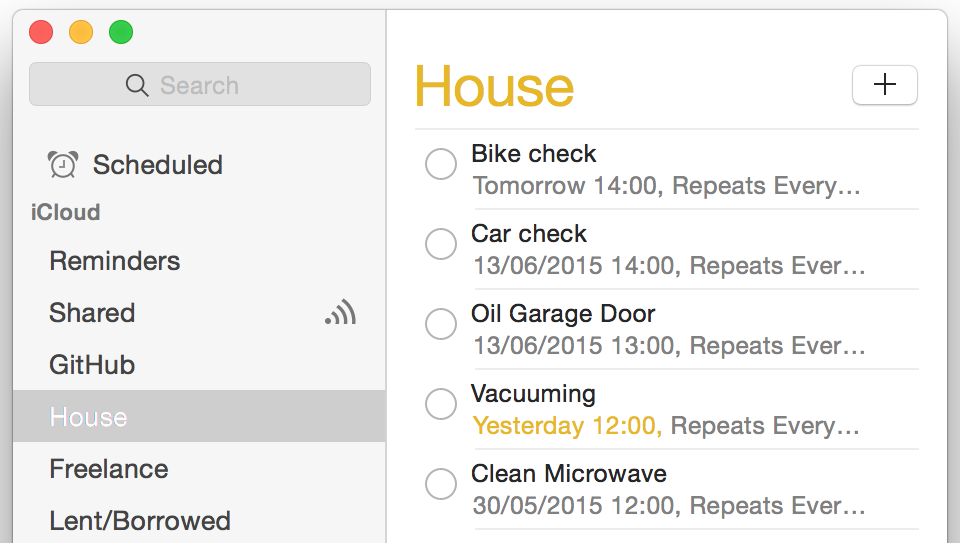 Search
Scheduled
iCloud
Reminders
Shared
GitHub
House
Freelance
Lent/Borrowed
House
Bike check
Tomorrow 14:00, Repeats Every…
Car check
13/06/2015 14:00, Repeats Ever…
Oil Garage Door
13/06/2015 13:00, Repeats Ever…
Vacuuming
Yesterday 12:00, Repeats Every…
Clean Microwave
30/05/2015 12:00, Repeats Ever…